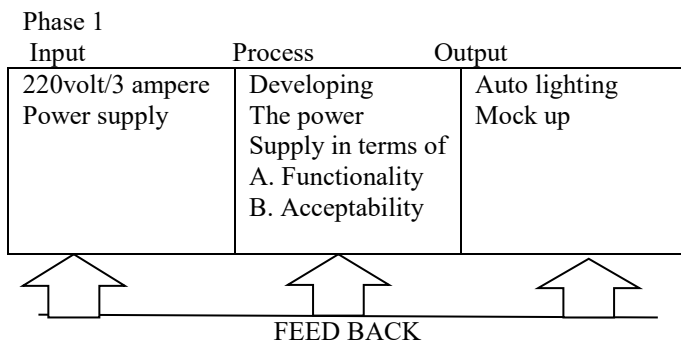 Phase 1
Input Process Output
220volt/3 ampere
Power supply
Developing
The power
Supply in terms of
A. Functionality
B. Acceptability
Auto lighting
Mock up
FEED BACK